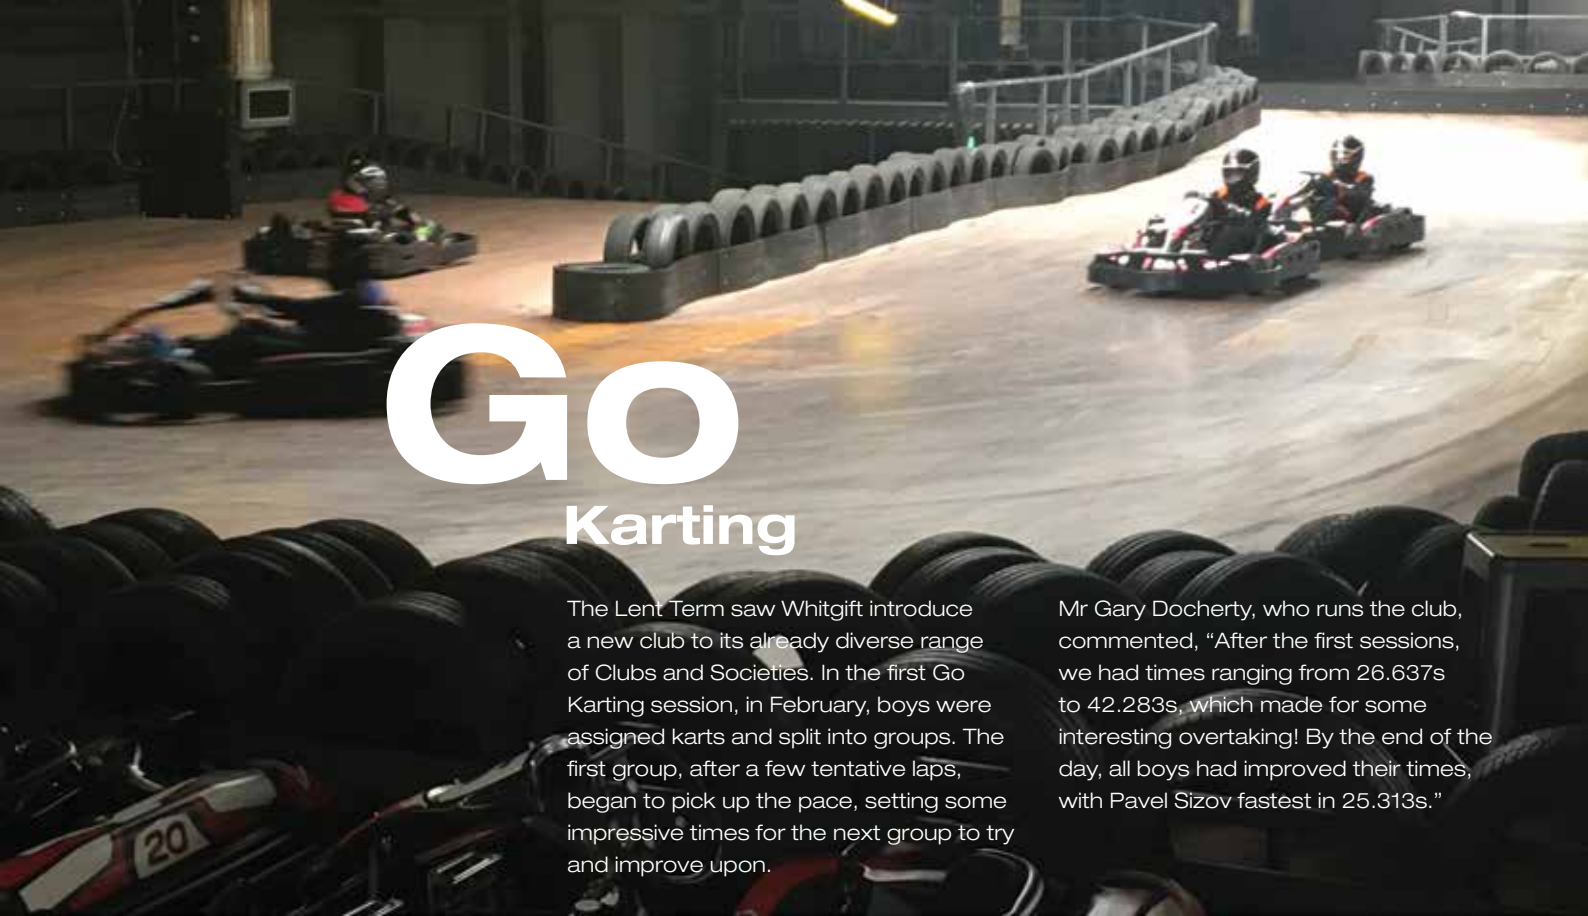 Go
Karting
The Lent Term saw Whitgift introduce
a new club to its already diverse range
of Clubs and Societies. In the first Go
Karting session, in February, boys were
assigned karts and split into groups. The
first group, after a few tentative laps,
began to pick up the pace, setting some
impressive times for the next group to try
and improve upon.
Mr Gary Docherty, who runs the club,
commented, “After the first sessions,
we had times ranging from 26.637s
to 42.283s, which made for some
interesting overtaking! By the end of the
day, all boys had improved their times,
with Pavel Sizov fastest in 25.313s.”
20